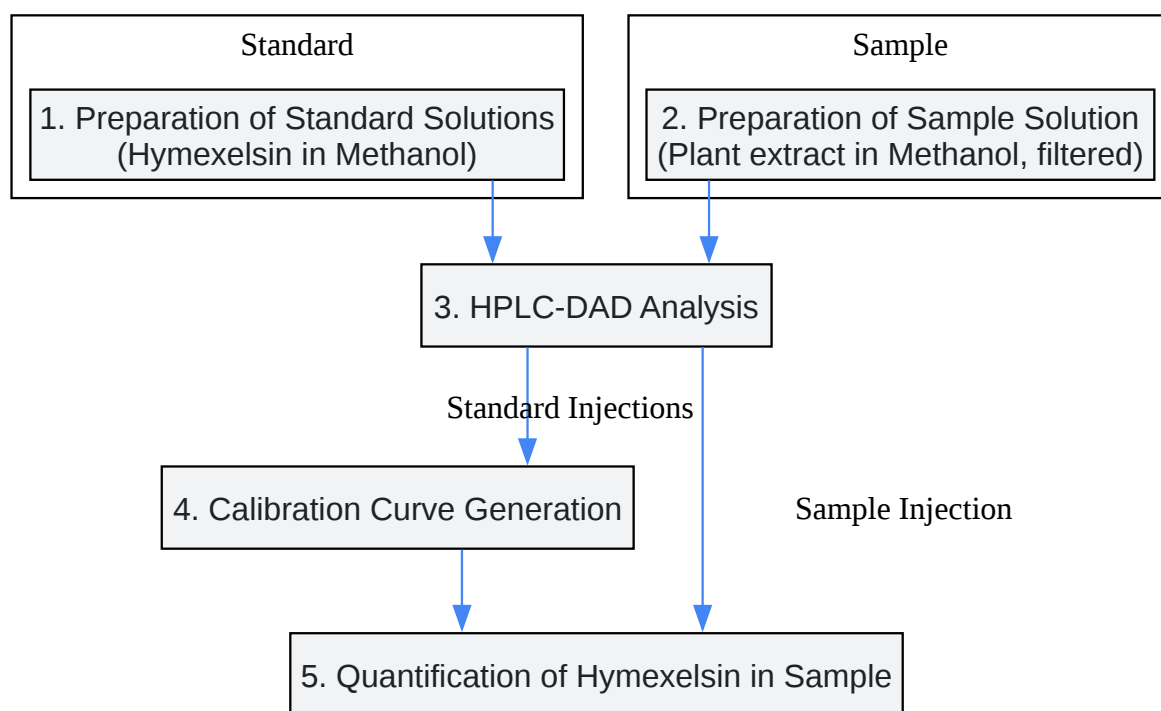 Standard
Sample
1. Preparation of Standard Solutions
(Hymexelsin in Methanol)
2. Preparation of Sample Solution
(Plant extract in Methanol, filtered)
3. HPLC-DAD Analysis
Standard Injections
4. Calibration Curve Generation
Sample Injection
5. Quantification of Hymexelsin in Sample